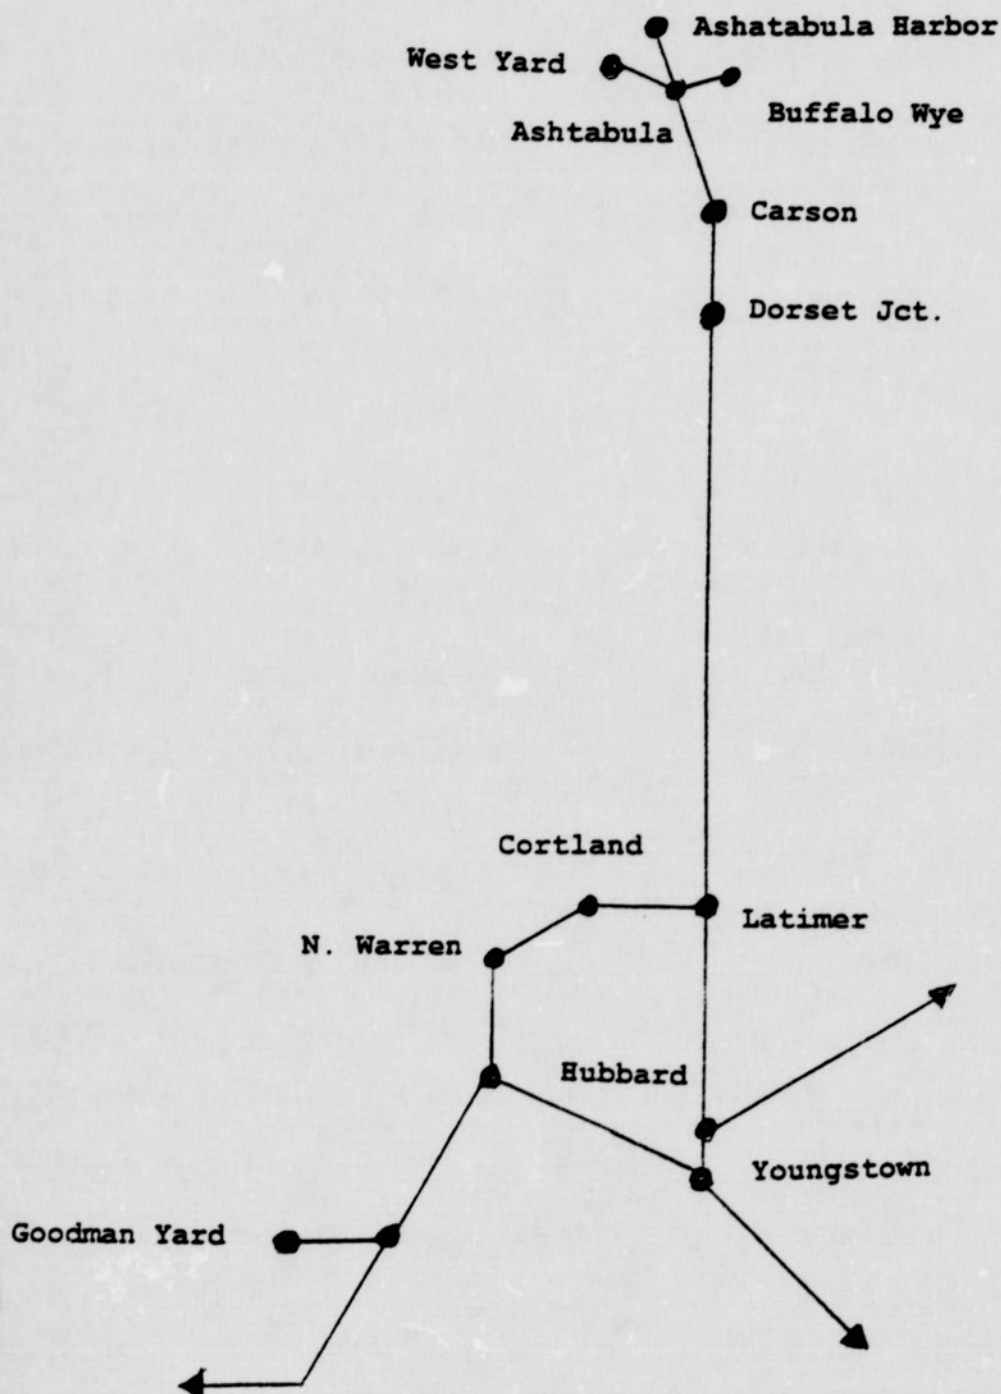 Ashatabula Harbor
West Yard
Buffalo Wye
Ashtabula
Carson
Dorset Jct.
Cortland
Latimer
N. Warren
Hubbard
Youngstown
Goodman Yard